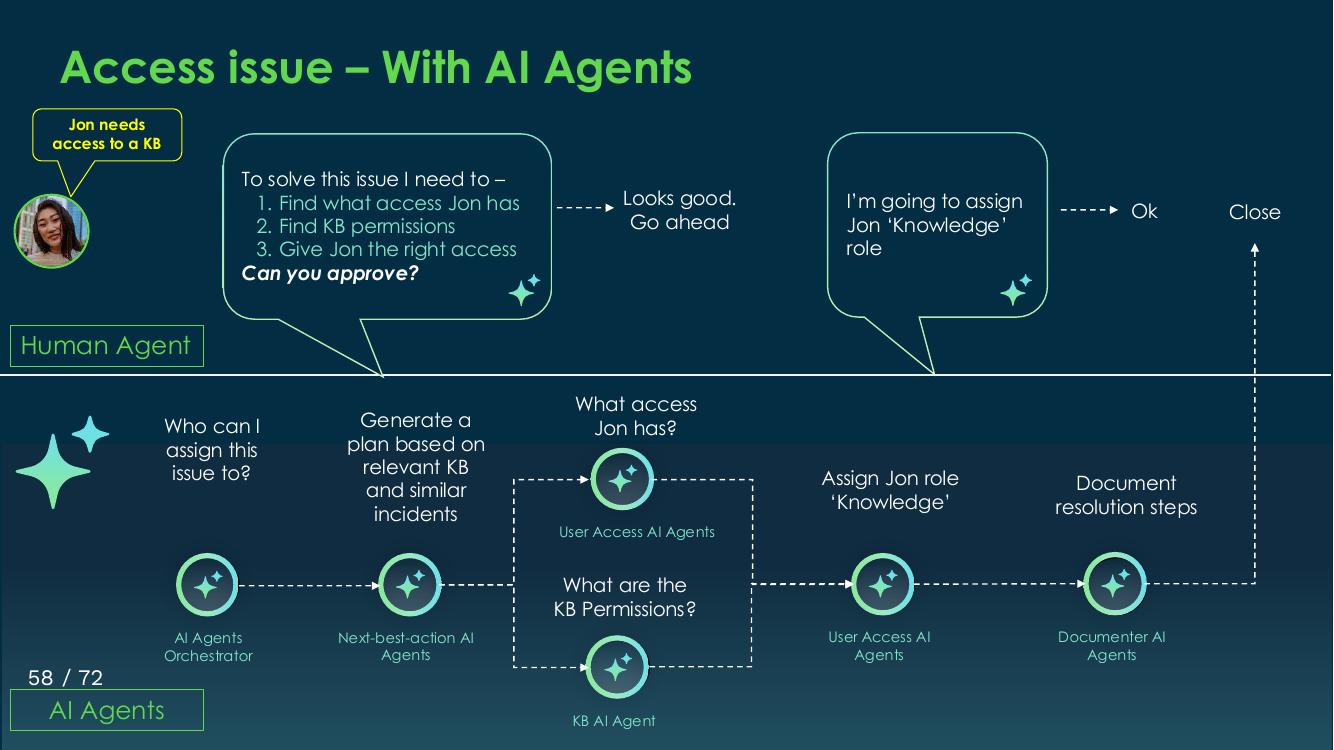 Access issue – With AI Agents
Jon needs
access to a KB
To solve this issue I need to –
1. Find what access Jon has
2. Find KB permissions
3. Give Jon the right access
Can you approve?
Looks good.
Go ahead
I’m going to assign
Jon ‘Knowledge’
role
Ok
Close
Human Agent
Who can I
assign this
issue to?
Generate a
plan based on
relevant KB
and similar
incidents
What access
Jon has?
User Access AI Agents
What are the
KB Permissions?
Assign Jon role
‘Knowledge’
Document
resolution steps
AI Agents
Orchestrator
Next-best-action AI
Agents
User Access AI
Agents
Documenter AI
Agents
KB AI Agent
58 / 72
AI Agents